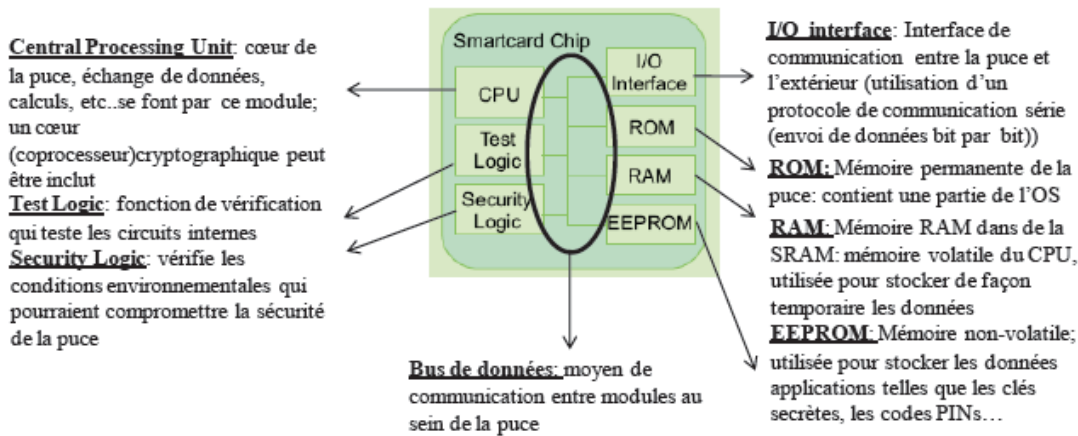 Central Processing Unit: cœur de
la puce, échange de données,
calculs, etc..se font par ce module;
un cœur
(coprocesseur)cryptographique peut
être inclut
Test Logic: fonction de vérification
qui teste les circuits internes
Security Logic: vérifie les
conditions environnementales qui
pourraient compromettre la sécurité
de la puce
Smartcard Chip
CPU
Test
Logic
Security
Logic
I/O
Interface
ROM
RAM
EEPROM
Bus de données: moyen de
communication entre modules au
sein de la puce
I/O interface: Interface de
communication entre la puce et
l’extérieur (utilisation d’un
protocole de communication série
(envoi de données bit par bit))
ROM: Mémoire permanente de la
puce: contient une partie de l’OS
RAM: Mémoire RAM dans de la
SRAM: mémoire volatile du CPU,
utilisée pour stocker de façon
temporaire les données
EEPROM: Mémoire non-volatile;
utilisée pour stocker les données
applications telles que les clés
secrètes, les codes PINs…